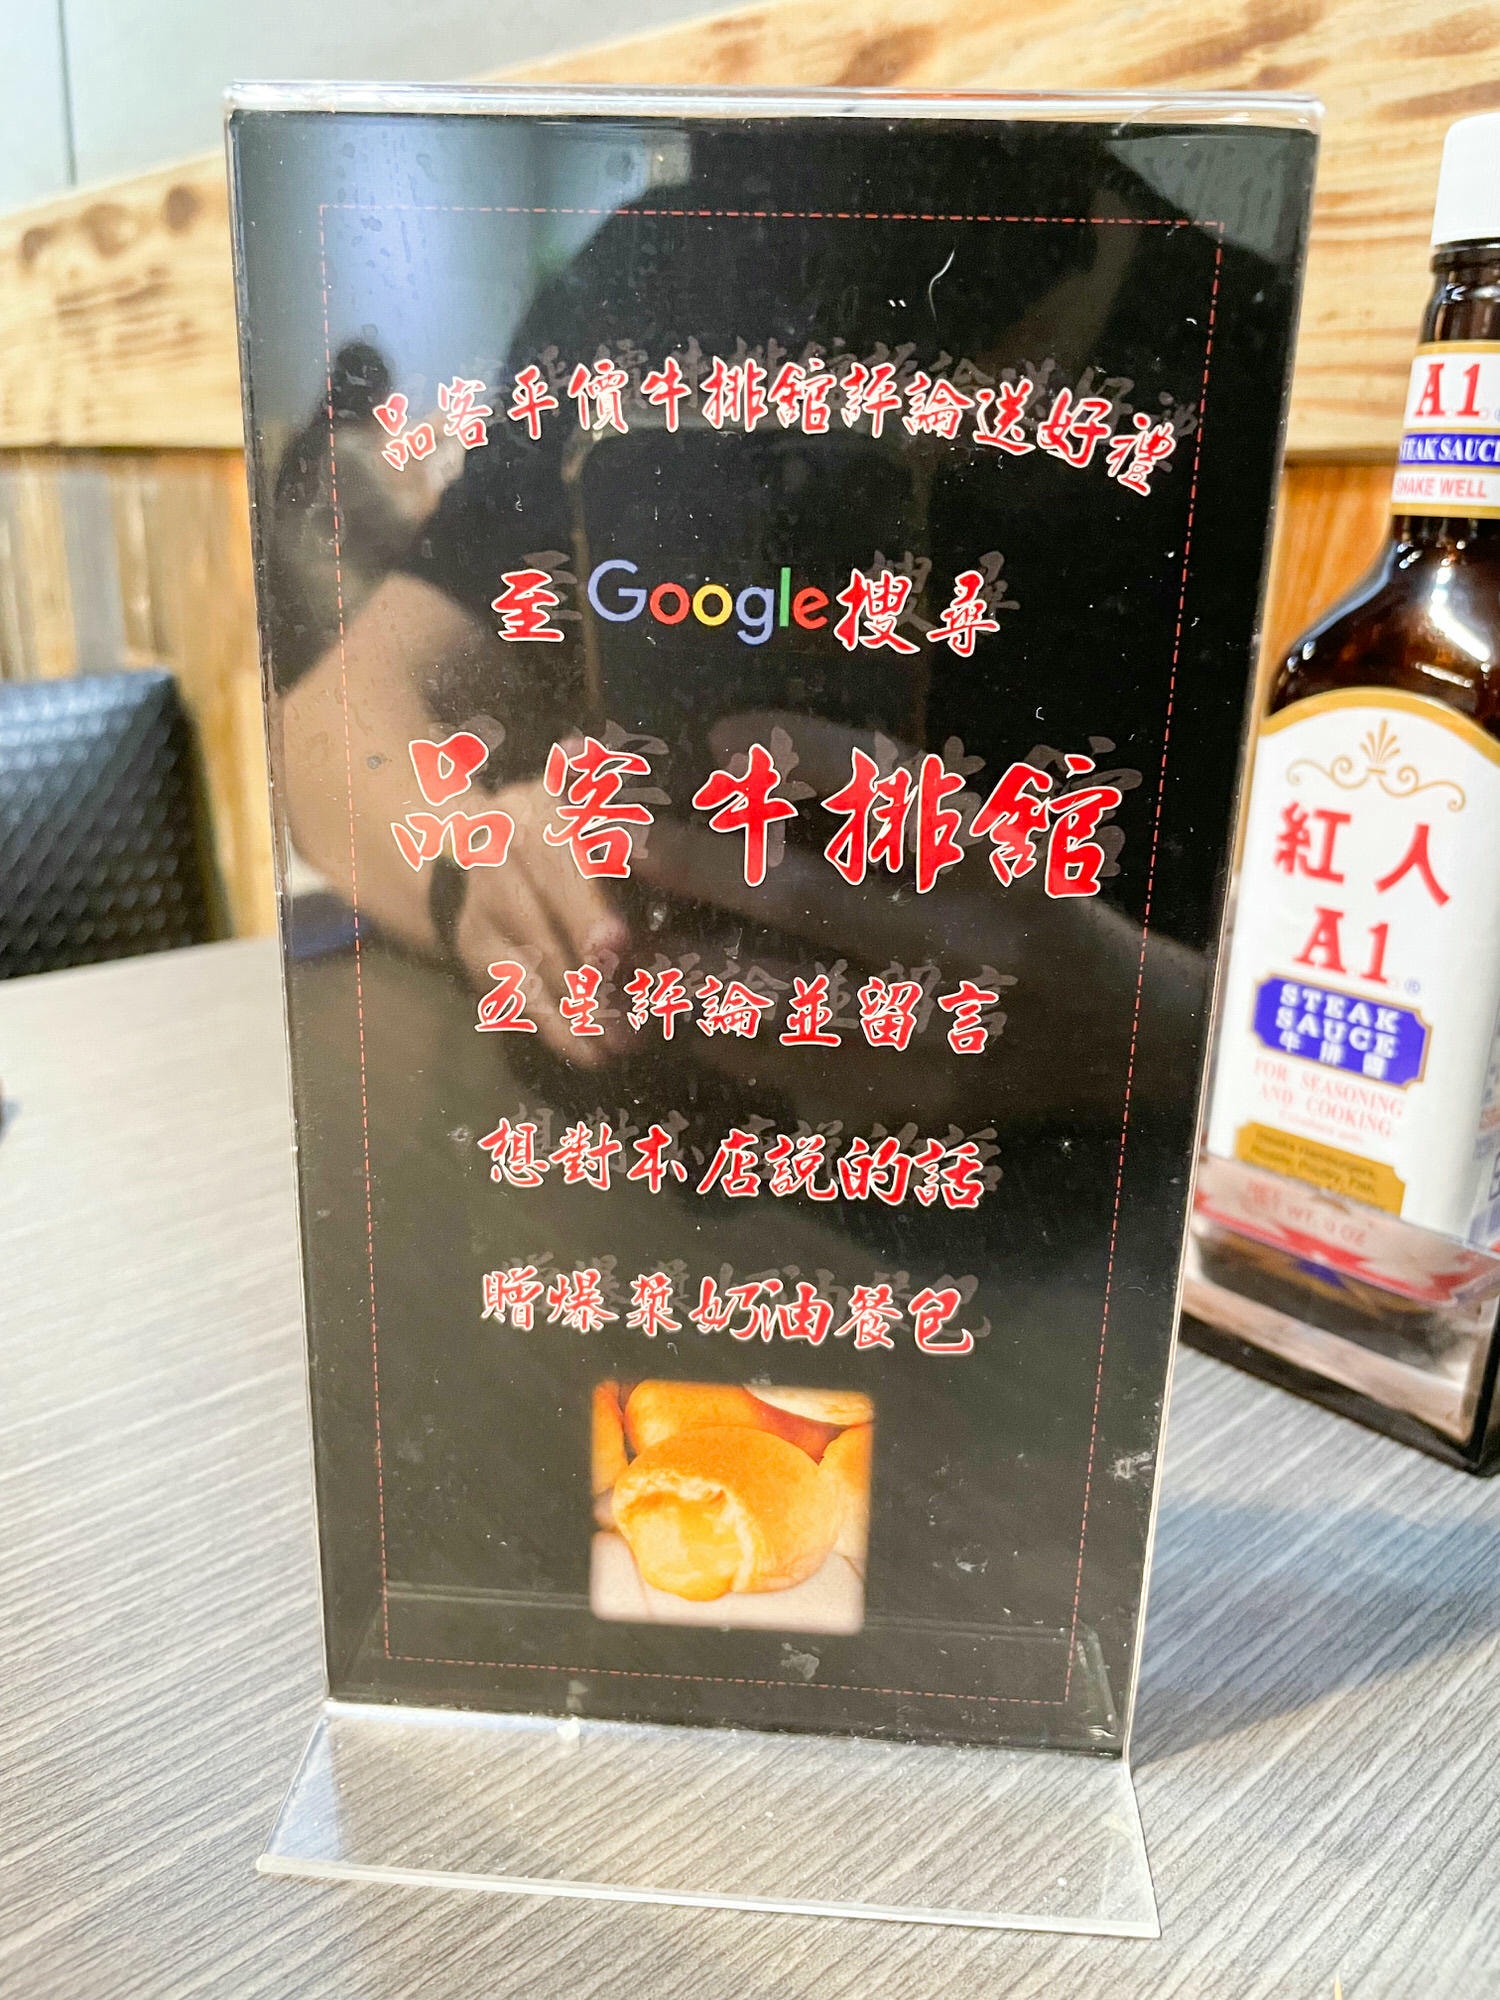 品客平價牛排館評論送好禮
至Google搜尋
品客牛排館
五星評論並留言
想對本店說的話
贈爆漿奶油餐包
A.1.
STEAK SAUCE
SHAKE WELL
紅人
A1®
STEAK
SAUCE
牛排醬
FOR SEASONING
AND COOKING